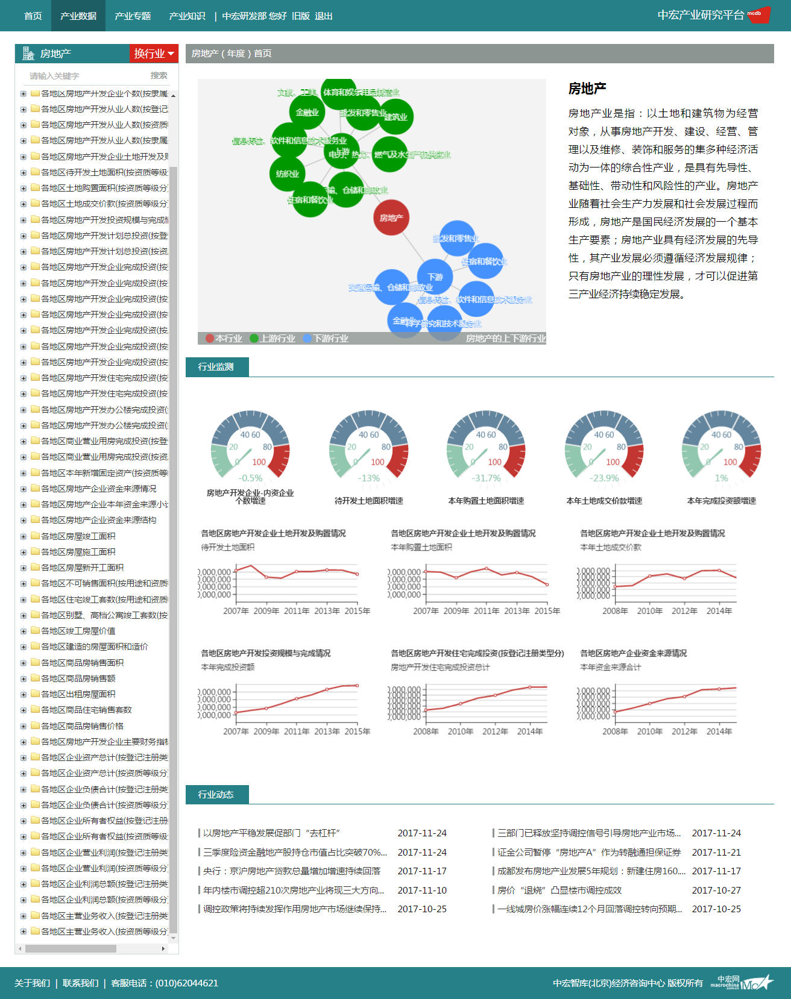 首页 产业数据 产业专题 产业知识 | 中宏研发部 您好 旧版 退出
中宏产业研究平台 mcdb
房地产 换行业
请输入关键字 搜索
各地区房地产开发企业个数(按隶属
各地区房地产开发从业人数(按登记
各地区房地产开发从业人数(按资质
各地区房地产开发从业人数(按隶属
各地区房地产开发企业土地开发及购
各地区待开发土地面积(按资质等级
各地区土地购置面积(按资质等级分)
各地区土地成交价款(按资质等级分)
各地区房地产开发投资规模与完成情
各地区房地产开发计划总投资(按登
各地区房地产开发计划总投资(按资
各地区房地产开发企业完成投资(按
各地区房地产开发企业完成投资(按
各地区房地产开发企业完成投资(按
各地区房地产开发企业完成投资(按
各地区房地产开发企业完成投资(按
各地区房地产开发企业完成投资(按
各地区房地产开发企业完成投资(按
各地区房地产开发住宅完成投资(按
各地区房地产开发住宅完成投资(按
各地区房地产开发办公楼完成投资(
各地区房地产开发办公楼完成投资(
各地区商业营业用房完成投资(按登
各地区商业营业用房完成投资(按资
各地区本年新增固定资产(按资质等
各地区房地产企业资金来源情况
各地区房地产企业本年资金来源小计
各地区房地产企业资金来源结构
各地区房屋竣工面积
各地区房屋施工面积
各地区房屋新开工面积
各地区不可销售面积(按用途和资质
各地区住宅竣工套数(按用途和资质
各地区别墅、高档公寓竣工套数(按
各地区竣工房屋价值
各地区建造的房屋面积和造价
各地区商品房销售面积
各地区商品房销售额
各地区出租房屋面积
各地区商品住宅销售套数
各地区商品房销售价格
各地区房地产开发企业主要财务指标
各地区企业资产总计(按登记注册类
各地区企业资产总计(按资质等级分)
各地区企业负债合计(按登记注册类
各地区企业负债合计(按资质等级分)
各地区企业所有者权益(按登记注册
各地区企业所有者权益(按资质等级
各地区企业营业利润(按登记注册类
各地区企业营业利润(按资质等级分)
各地区企业利润总额(按登记注册类
各地区企业利润总额(按资质等级分)
各地区主营业务收入(按登记注册类
各地区主营业务收入(按资质等级分)
房地产 ( 年度 ) 首页
文教、工美、体育和娱乐用品制造业
金融业
批发和零售业
建筑业
信息传输、软件和信息技术服务业
上游
电力、热力、燃气及水生产和供应业
纺织业
输、仓储和邮政业
住宿和餐饮业
房地产
批发和零售业
住宿和餐饮业
下游
交通运输、仓储和邮政业
信息传输、软件和信息技术服务业
金融业
科学研究和技术服务业
本行业 上游行业 下游行业 房地产的上下游行业
房地产
房地产业是指：以土地和建筑物为经营
对象，从事房地产开发、建设、经营、管
理以及维修、装饰和服务的集多种经济活
动为一体的综合性产业，是具有先导性、
基础性、带动性和风险性的产业。房地产
业随着社会生产力发展和社会发展过程而
形成，房地产是国民经济发展的一个基本
生产要素；房地产业具有经济发展的先导
性，其产业发展必须遵循经济发展规律；
只有房地产业的理性发展，才可以促进第
三产业经济持续稳定发展。
行业监测
0 20 40 60 80 100 -0.5%
房地产开发企业-内资企业
个数增速
0 20 40 60 80 100 -13%
待开发土地面积增速
0 20 40 60 80 100 -31.7%
本年购置土地面积增速
0 20 40 60 80 100 -23.9%
本年土地成交价款增速
0 20 40 60 80 100 1%
本年完成投资额增速
各地区房地产开发企业土地开发及购置情况
待开发土地面积
2007年 2009年 2011年 2013年 2015年
各地区房地产开发企业土地开发及购置情况
本年购置土地面积
2007年 2009年 2011年 2013年 2015年
各地区房地产开发企业土地开发及购置情况
本年土地成交价款
2008年 2010年 2012年 2014年
各地区房地产开发投资规模与完成情况
本年完成投资额
2007年 2009年 2011年 2013年 2015年
各地区房地产开发住宅完成投资(按登记注册类型分)
房地产开发住宅完成投资总计
2008年 2010年 2012年 2014年
各地区房地产企业资金来源情况
本年资金来源合计
2008年 2010年 2012年 2014年
行业动态
以房地产平稳发展促部门“去杠杆” 2017-11-24
三季度险资金融地产股持仓市值占比突破70%... 2017-11-24
央行：京沪房地产贷款总量增加增速持续回落 2017-11-17
年内楼市调控超210次房地产业将现三大方向... 2017-11-10
调控政策将持续发挥作用房地产市场继续保持... 2017-10-25
三部门已释放坚持调控信号引导房地产业市场... 2017-11-24
证金公司暂停“房地产A”作为转融通担保证券 2017-11-21
成都发布房地产业发展5年规划：新建住房160.... 2017-11-17
房价“退烧”凸显楼市调控成效 2017-10-27
一线城房价涨幅连续12个月回落调控转向预期... 2017-10-25
关于我们 | 联系我们 | 客服电话：(010)62044621
中宏智库(北京)经济咨询中心 版权所有 中宏网 macrochina .com.cn